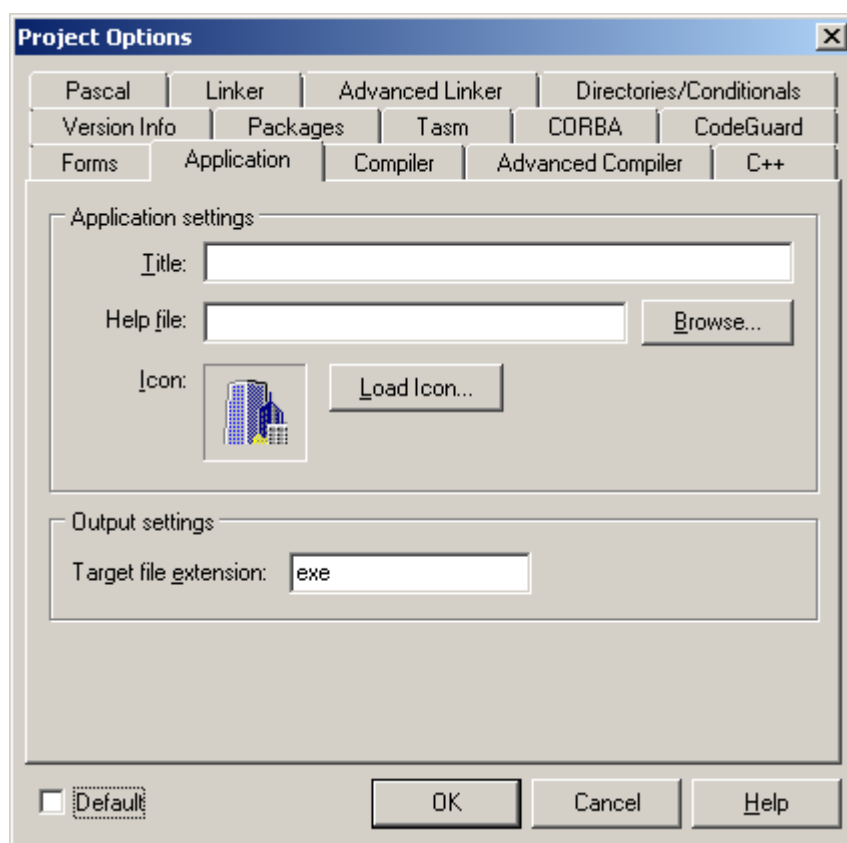 Project Options
Pascal Linker Advanced Linker Directories/Conditionals
Version Info Packages Tasm CORBA CodeGuard
Forms Application Compiler Advanced Compiler C++
Application settings
Title:
Help file: Browse...
Icon: Load Icon...
Output settings
Target file extension: exe
Default OK Cancel Help